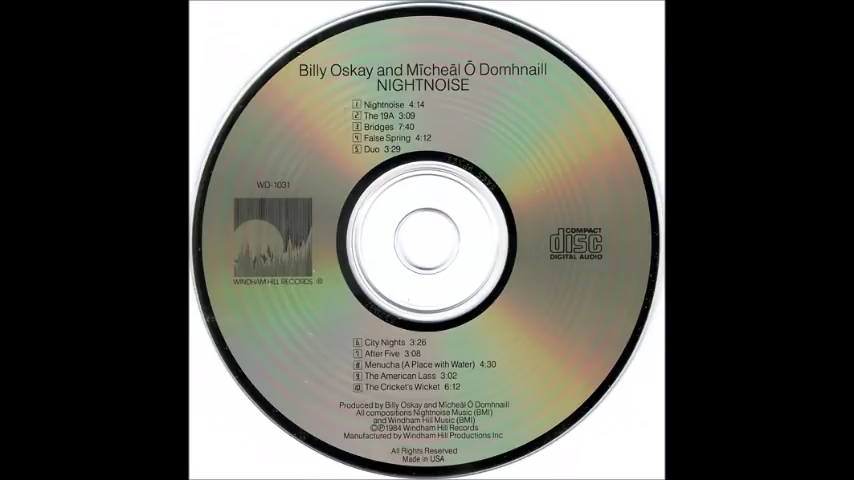 Billy Oskay and Mīcheāl Ō Domhnaill
NIGHTNOISE
1 Nightnoise 4:14
2 The 19A 3:09
3 Bridges 7:40
4 False Spring 4:12
5 Duo 3:29
WD-1031
WINDHAM HILL RECORDS ®
COMPACT
disc
DIGITAL AUDIO
6 City Nights 3:26
7 After Five 3:08
8 Menucha (A Place with Water) 4:30
9 The American Lass 3:02
10 The Cricket's Wicket 6:12
Produced by Billy Oskay and Mīcheāl Ō Domhnaill
All compositions Nightnoise Music (BMI)
and Windham Hill Music (BMI)
©℗1984 Windham Hill Records
Manufactured by Windham Hill Productions Inc
All Rights Reserved
Made in USA